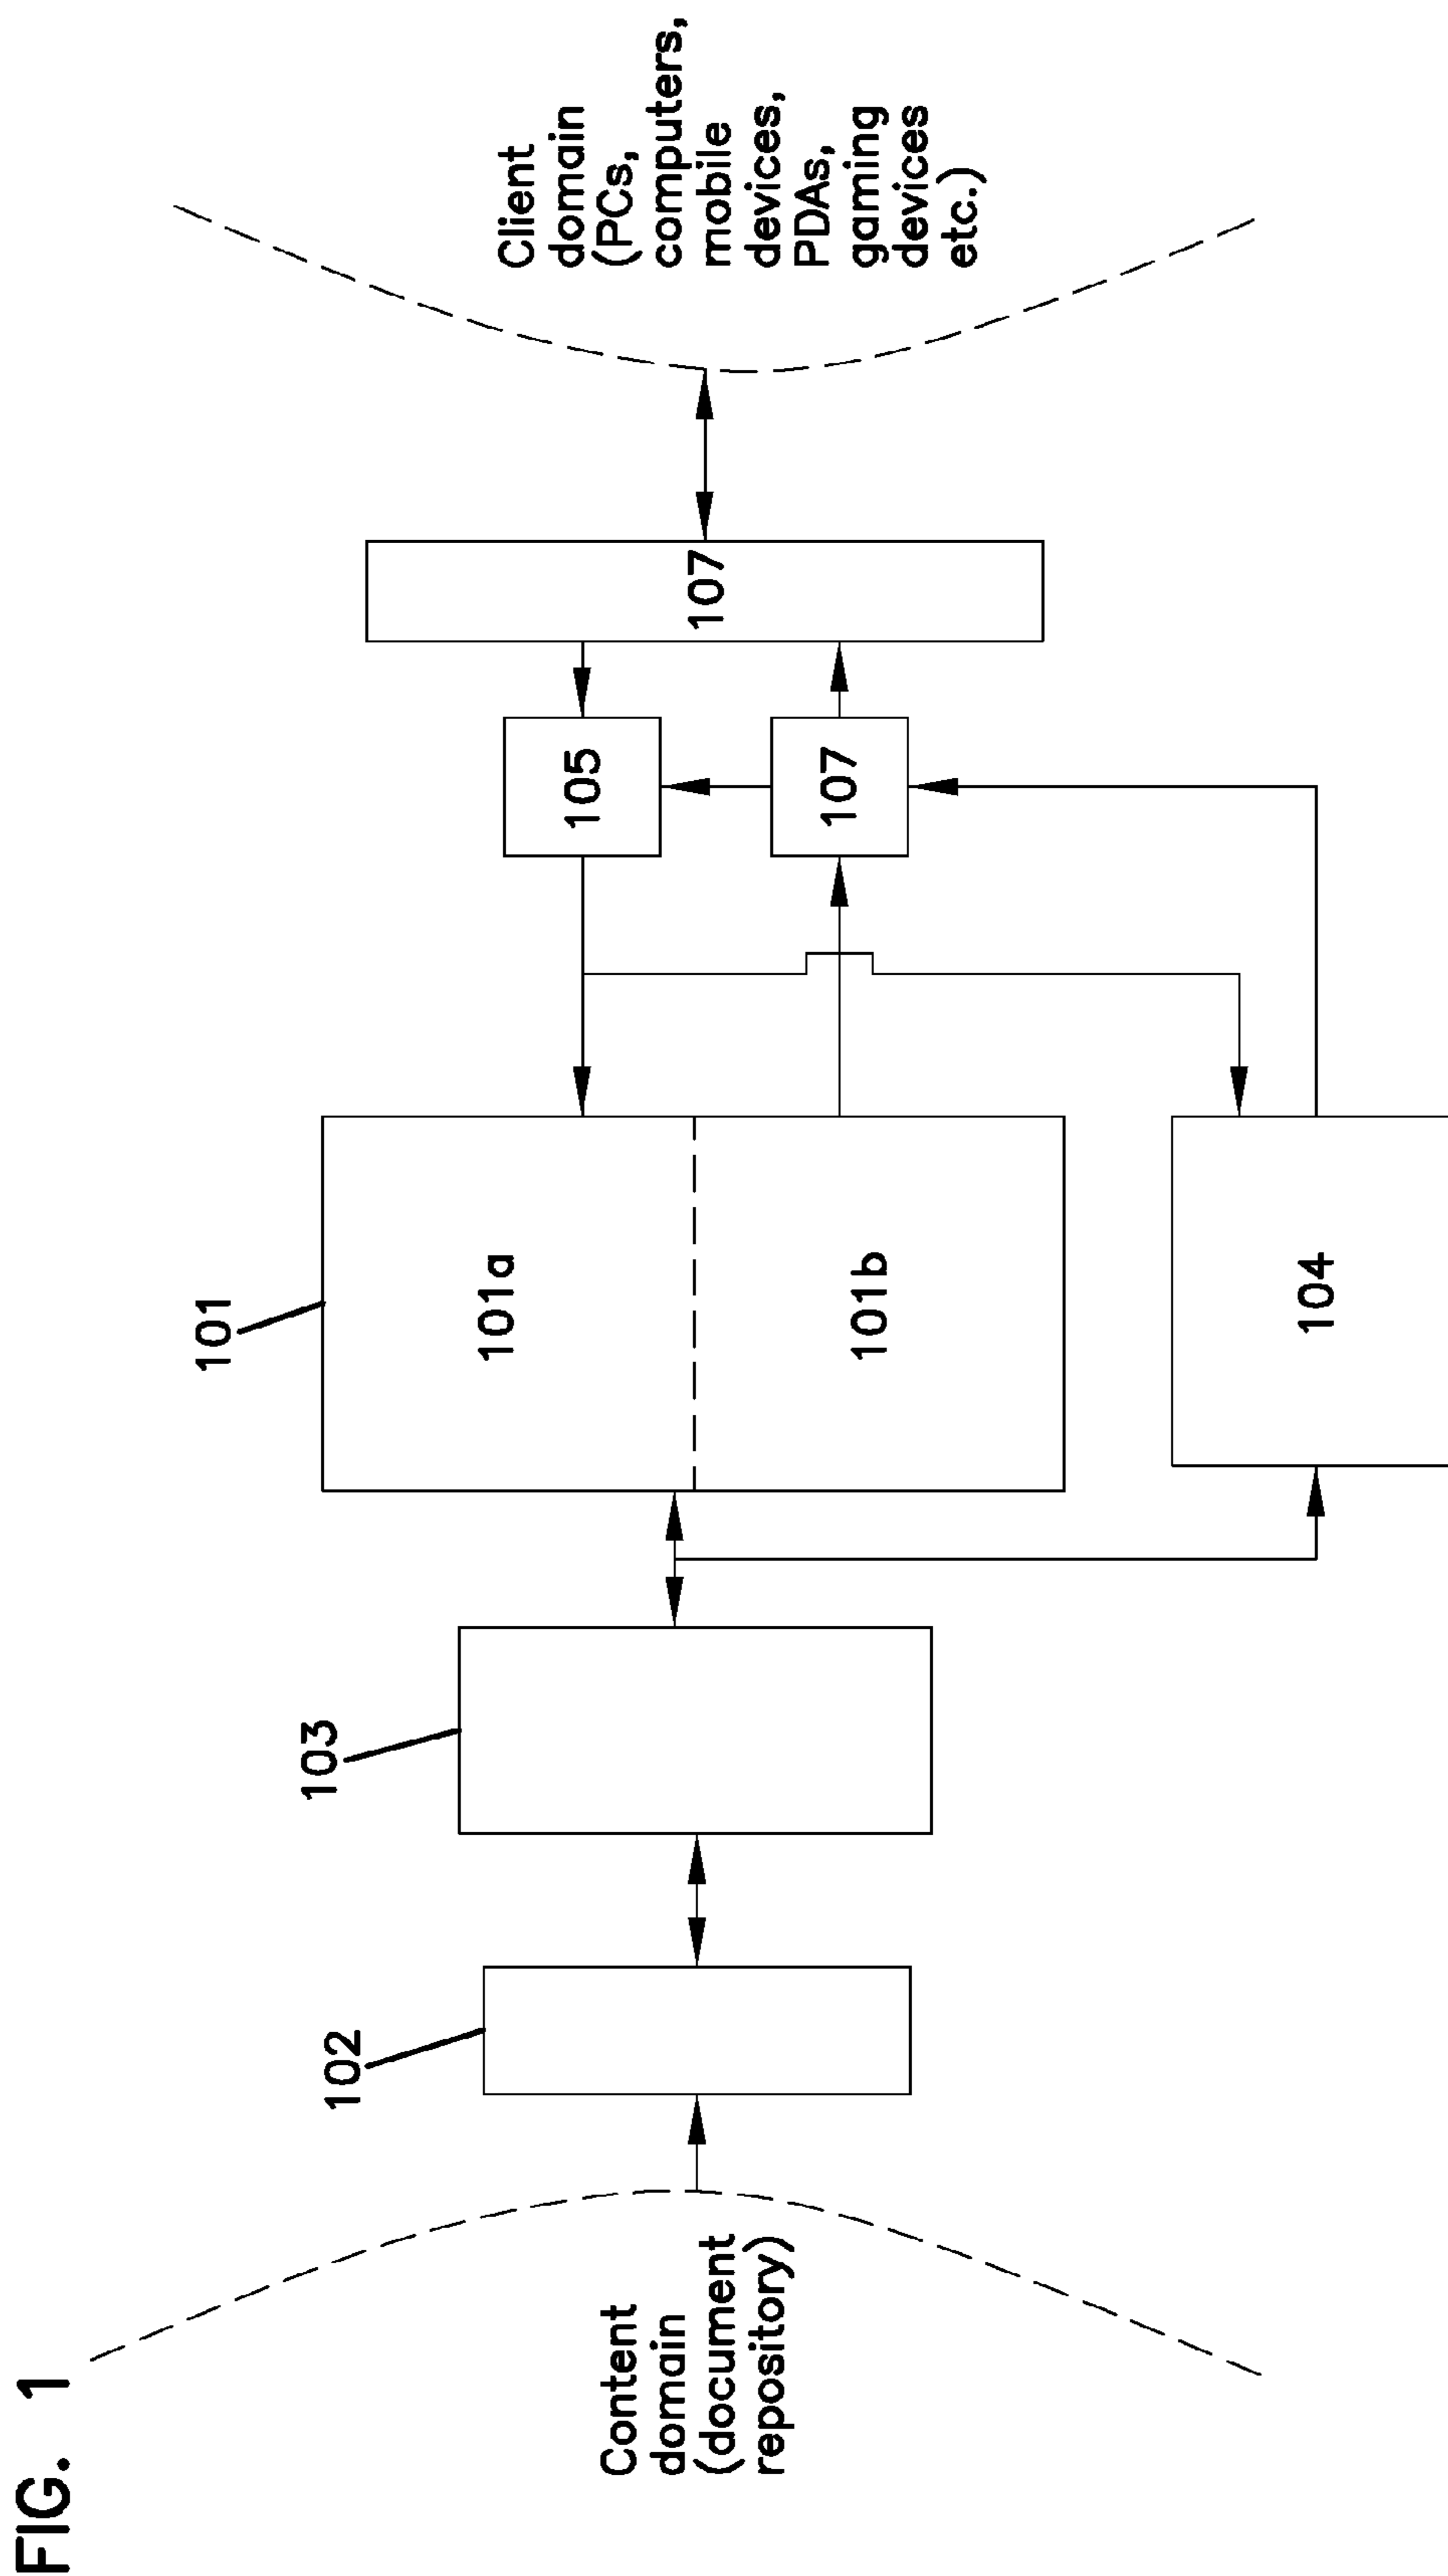 FIG. 1
Content
domain
(document
repository)
102
103
101
101a
101b
104
105
107
107
Client
domain
(PCs,
computers,
mobile
devices,
PDAs,
gaming
devices
etc.)